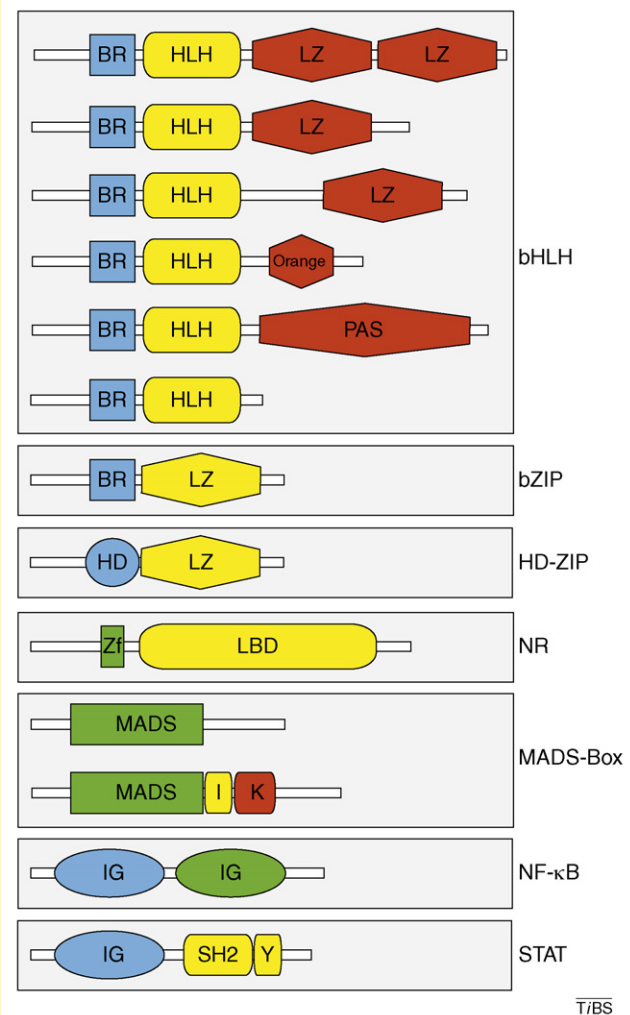 BR HLH LZ LZ
BR HLH LZ
BR HLH LZ
bHLH
BR HLH Orange
BR HLH PAS
BR HLH
BR LZ bZIP
HD LZ HD-ZIP
Zf LBD NR
MADS
MADS-Box
MADS I K
IG IG NF-κB
IG SH2 Y STAT
TiBS